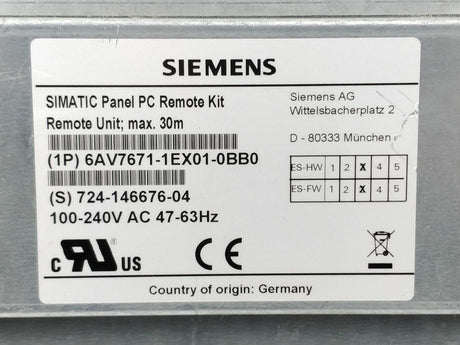 SIEMENS
SIMATIC Panel PC Remote Kit
Remote Unit; max. 30m
(1P) 6AV7671-1EX01-0BB0
(S) 724-146676-04
100-240V AC 47-63Hz
Siemens AG
Wittelsbacherplatz 2
D - 80333 München
ES-HW 1 2 X 4 5
ES-FW 1 2 X 4 5
c RU US
CE
Country of origin: Germany